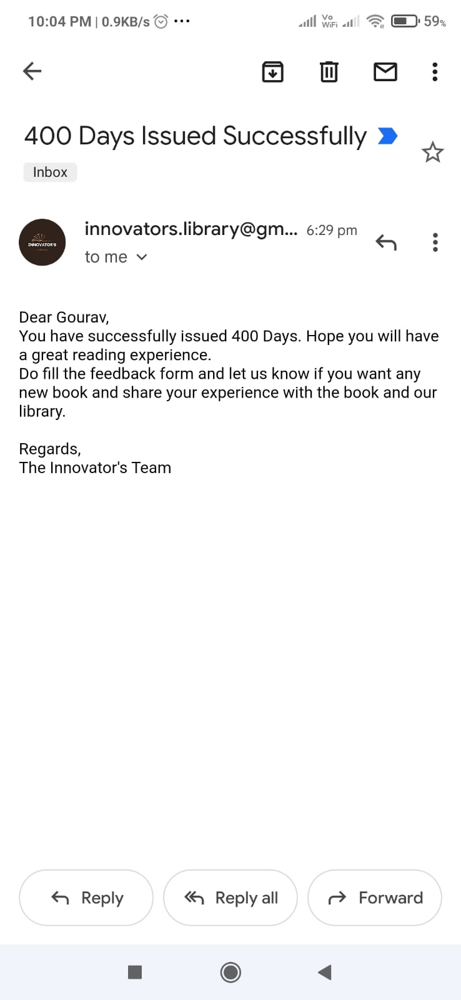 10:04 PM | 0.9KB/s ...
Vo WiFi
59%
400 Days Issued Successfully
Inbox
INNOVATOR'S
innovators.library@gm... 6:29 pm
to me
Dear Gourav,
You have successfully issued 400 Days. Hope you will have
a great reading experience.
Do fill the feedback form and let us know if you want any
new book and share your experience with the book and our
library.
Regards,
The Innovator's Team
Reply
Reply all
Forward